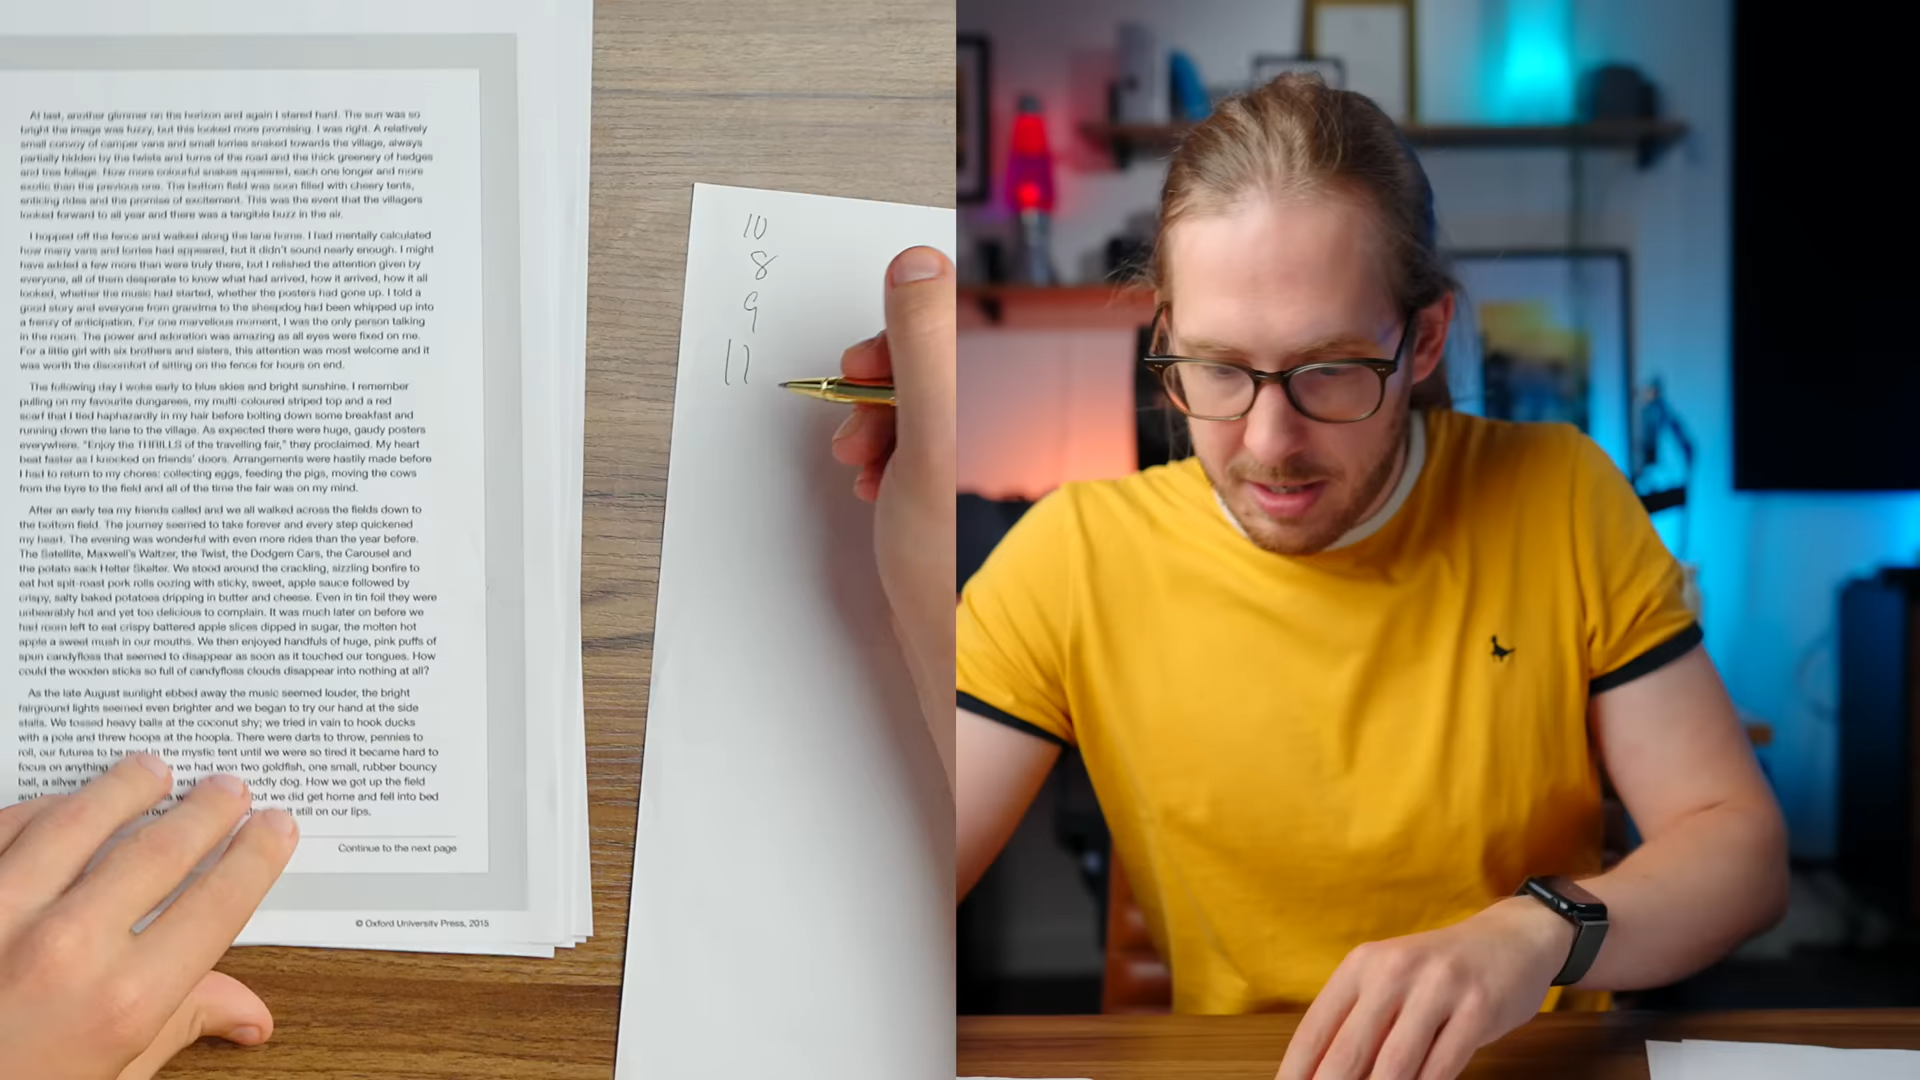 At last, another glimmer on the horizon and again I stared hard. The sun was so
bright the image was fuzzy, but this looked more promising. I was right. A relatively
small convoy of camper vans and small lorries snaked towards the village, always
partially hidden by the twists and turns of the road and the thick greenery of hedges
and tree foliage. Now more colourful snakes appeared, each one longer and more
exotic than the previous one. The bottom field was soon filled with cheery tents,
enticing rides and the promise of excitement. This was the event that the villagers
looked forward to all year and there was a tangible buzz in the air.
I hopped off the fence and walked along the lane home. I had mentally calculated
how many vans and lorries had appeared, but it didn't sound nearly enough. I might
have added a few more than were truly there, but I relished the attention given by
everyone, all of them desperate to know what had arrived, how it arrived, how it all
looked, whether the music had started, whether the posters had gone up. I told a
good story and everyone from grandma to the sheepdog had been whipped up into
a frenzy of anticipation. For one marvellous moment, I was the only person talking
in the room. The power and adoration was amazing as all eyes were fixed on me.
For a little girl with six brothers and sisters, this attention was most welcome and it
was worth the discomfort of sitting on the fence for hours on end.
The following day I woke early to blue skies and bright sunshine. I remember
pulling on my favourite dungarees, my multi-coloured striped top and a red
scarf that I tied haphazardly in my hair before bolting down some breakfast and
running down the lane to the village. As expected there were huge, gaudy posters
everywhere. "Enjoy the THRILLS of the travelling fair," they proclaimed. My heart
beat faster as I knocked on friends' doors. Arrangements were hastily made before
I had to return to my chores: collecting eggs, feeding the pigs, moving the cows
from the byre to the field and all of the time the fair was on my mind.
After an early tea my friends called and we all walked across the fields down to
the bottom field. The journey seemed to take forever and every step quickened
my heart. The evening was wonderful with even more rides than the year before.
The Satellite, Maxwell's Waltzer, the Twist, the Dodgem Cars, the Carousel and
the potato sack Helter Skelter. We stood around the crackling, sizzling bonfire to
eat hot spit-roast pork rolls oozing with sticky, sweet, apple sauce followed by
crispy, salty baked potatoes dripping in butter and cheese. Even in tin foil they were
unbearably hot and yet too delicious to complain. It was much later on before we
had room left to eat crispy battered apple slices dipped in sugar, the molten hot
apple a sweet mush in our mouths. We then enjoyed handfuls of huge, pink puffs of
spun candyfloss that seemed to disappear as soon as it touched our tongues. How
could the wooden sticks so full of candyfloss clouds disappear into nothing at all?
As the late August sunlight ebbed away the music seemed louder, the bright
fairground lights seemed even brighter and we began to try our hand at the side
stalls. We tossed heavy balls at the coconut shy; we tried in vain to hook ducks
with a pole and threw hoops at the hoopla. There were darts to throw, pennies to
roll, our futures to be read in the mystic tent until we were so tired it became hard to
focus on anything. we had won two goldfish, one small, rubber bouncy
ball, a silver and cuddly dog. How we got up the field
and but we did get home and fell into bed
still on our lips.
Continue to the next page
© Oxford University Press, 2015
10
8
9
11